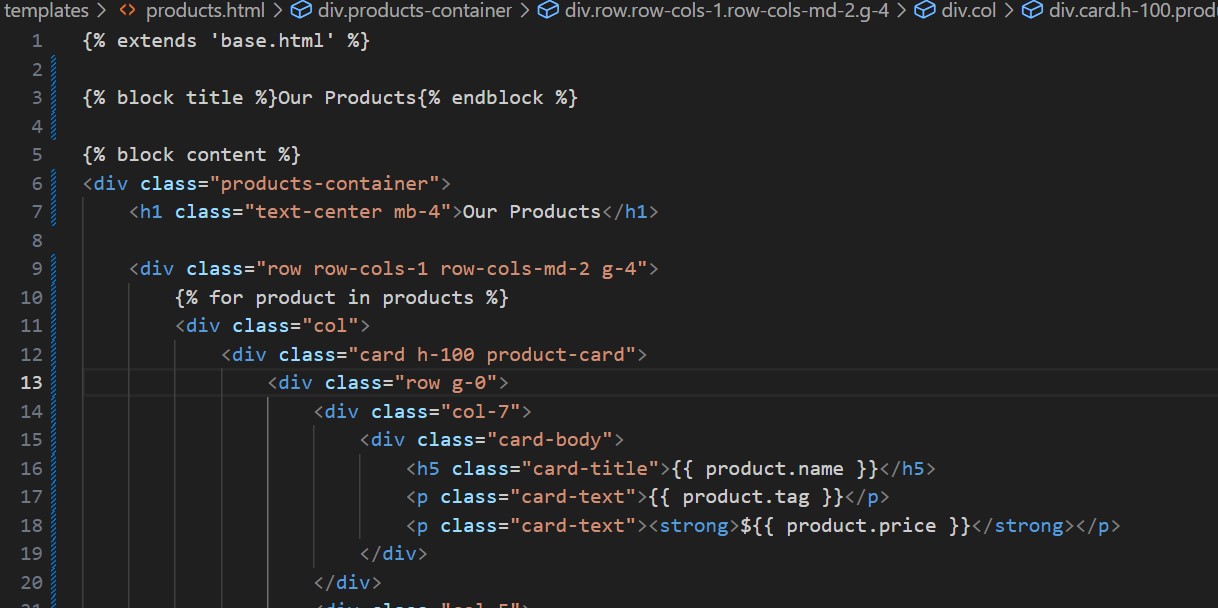 templates > <> products.html > div.products-container > div.row.row-cols-1.row-cols-md-2.g-4 > div.col > div.card.h-100.prod
1 {% extends 'base.html' %}
2
3 {% block title %}Our Products{% endblock %}
4
5 {% block content %}
6 <div class="products-container">
7     <h1 class="text-center mb-4">Our Products</h1>
8
9     <div class="row row-cols-1 row-cols-md-2 g-4">
10         {% for product in products %}
11         <div class="col">
12             <div class="card h-100 product-card">
13                 <div class="row g-0">
14                     <div class="col-7">
15                         <div class="card-body">
16                             <h5 class="card-title">{{ product.name }}</h5>
17                             <p class="card-text">{{ product.tag }}</p>
18                             <p class="card-text"><strong>${{ product.price }}</strong></p>
19                         </div>
20                     </div>
21                     <div class="col-5">